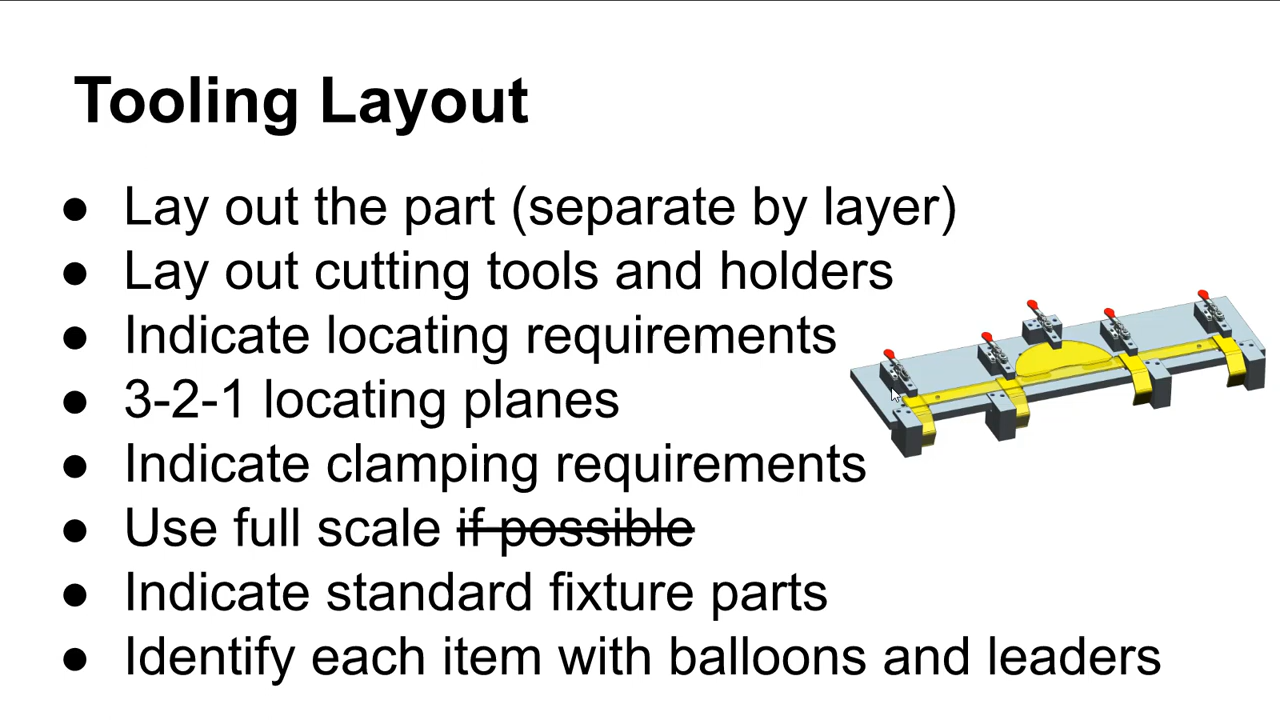 Tooling Layout
● Lay out the part (separate by layer)
● Lay out cutting tools and holders
● Indicate locating requirements
● 3-2-1 locating planes
● Indicate clamping requirements
● Use full scale if possible
● Indicate standard fixture parts
● Identify each item with balloons and leaders